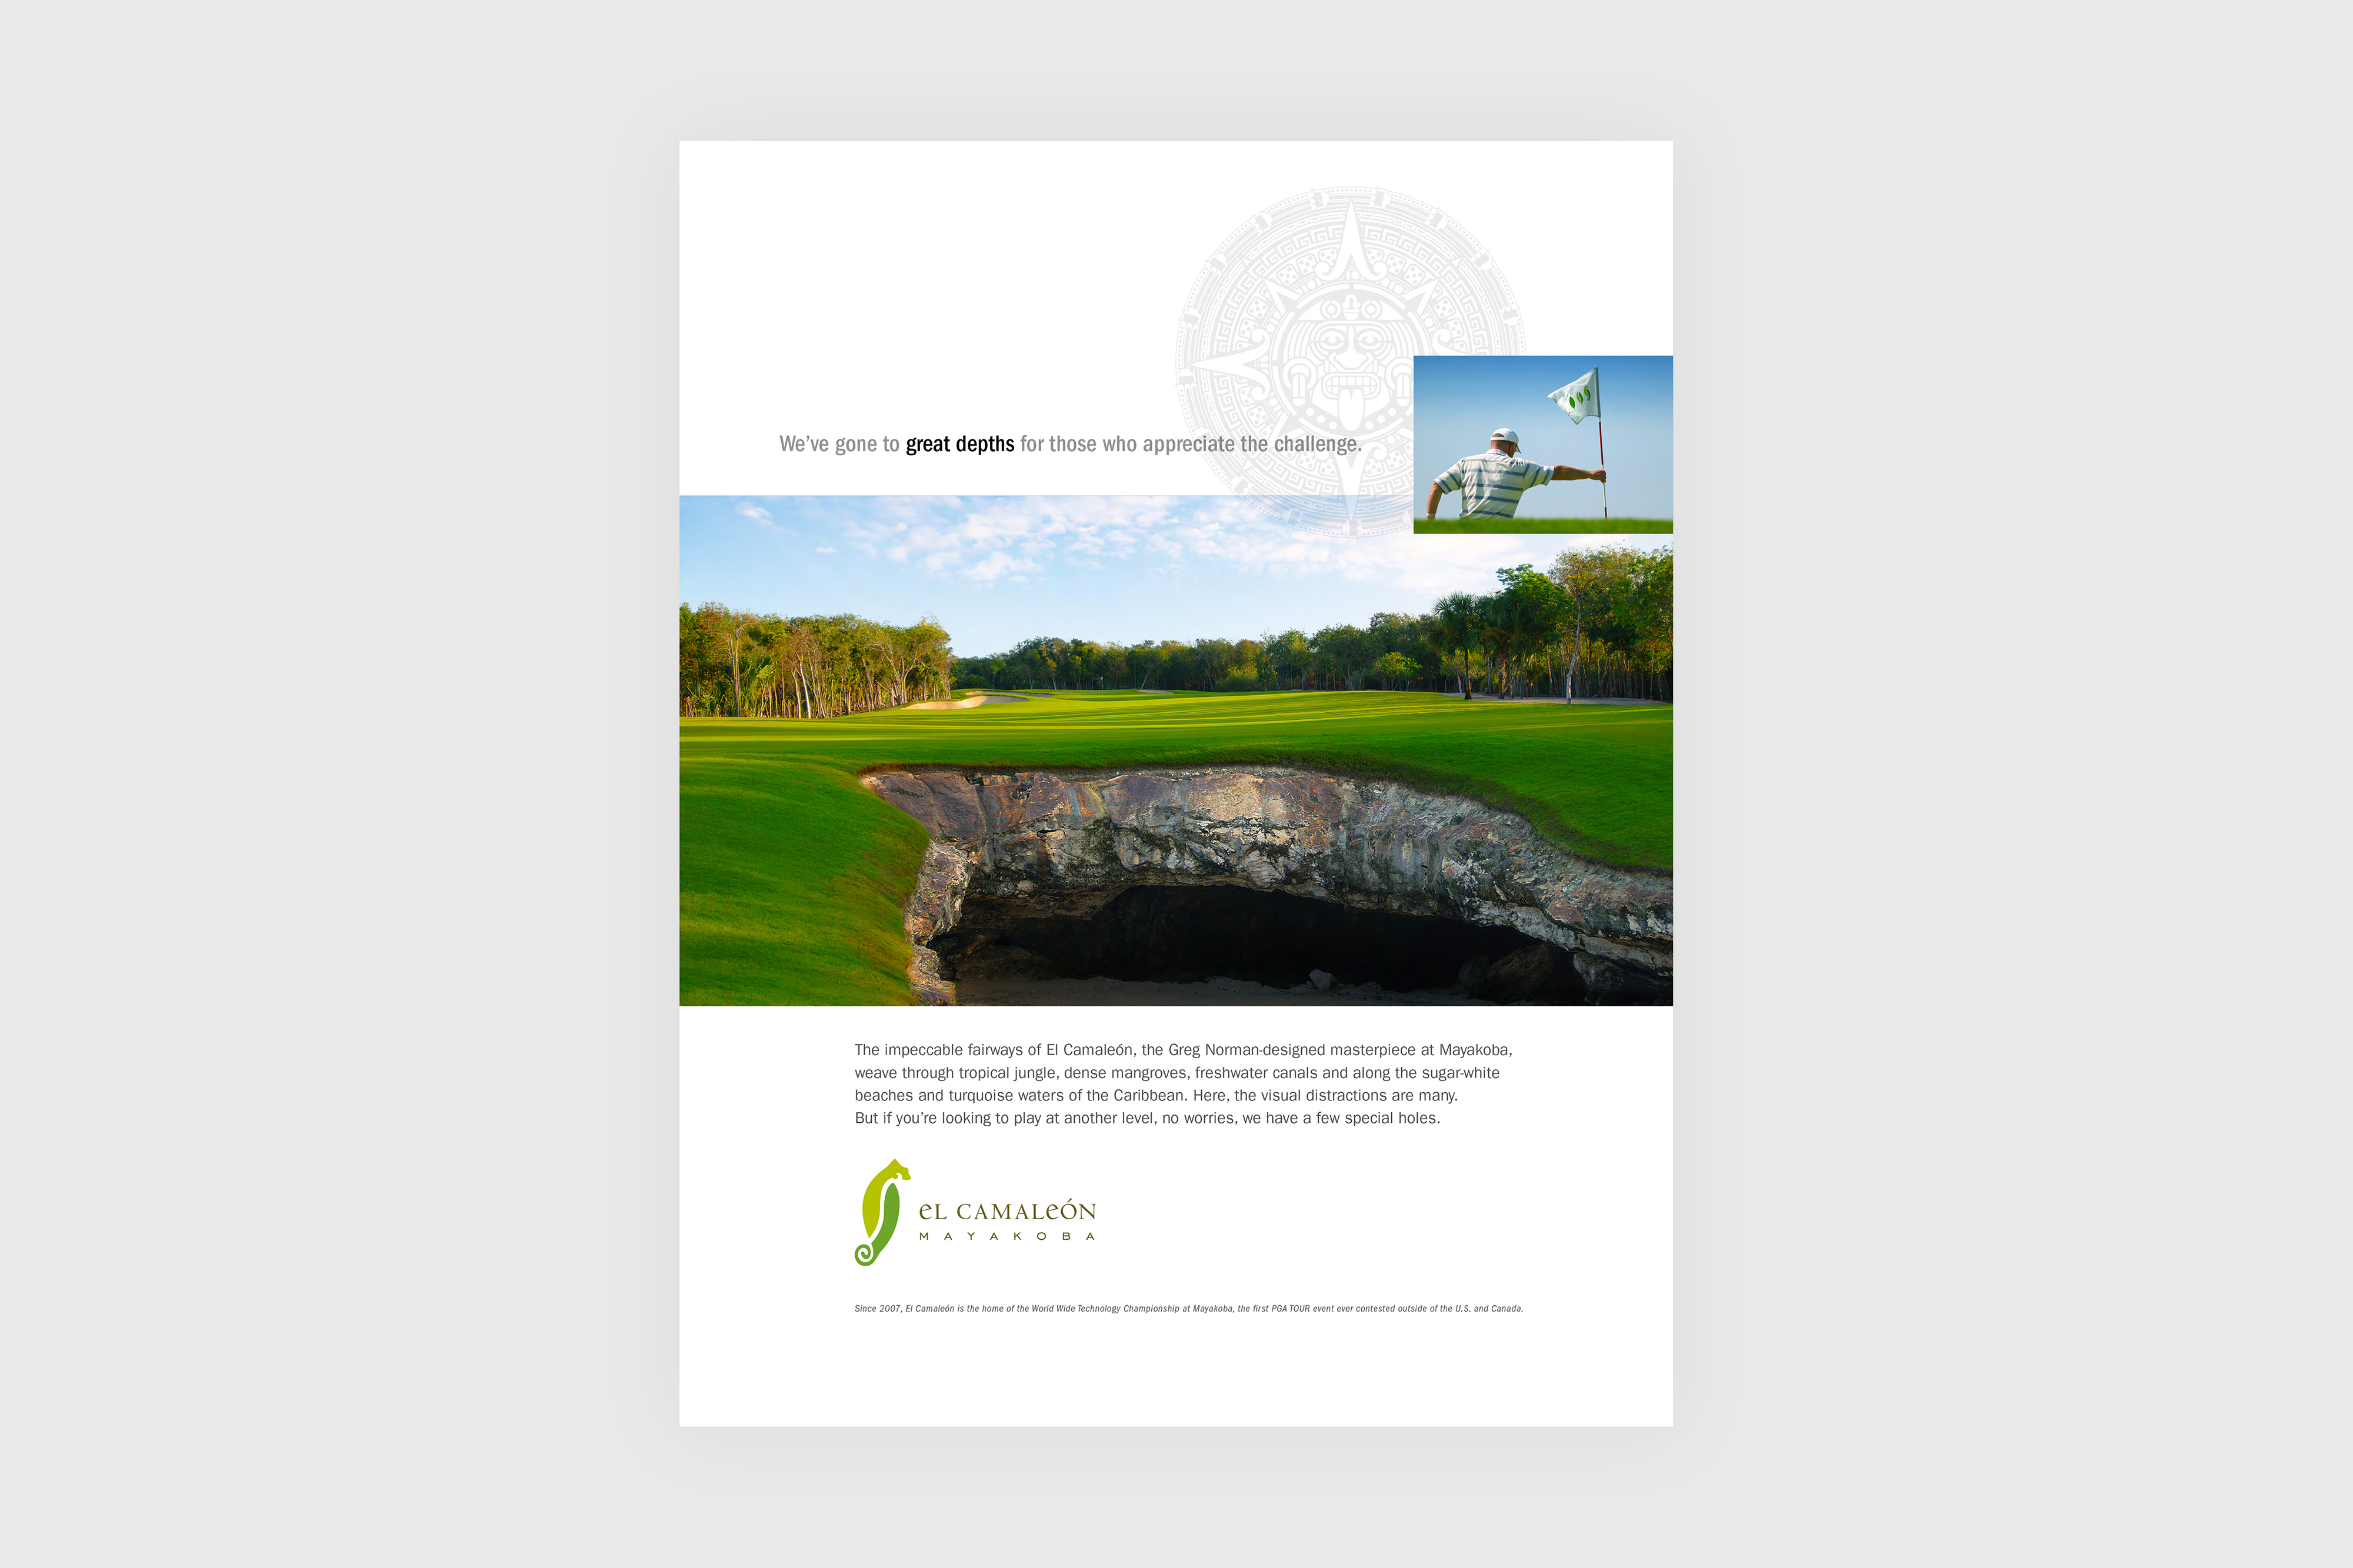 We’ve gone to great depths for those who appreciate the challenge.
The impeccable fairways of El Camaleón, the Greg Norman-designed masterpiece at Mayakoba,
weave through tropical jungle, dense mangroves, freshwater canals and along the sugar-white
beaches and turquoise waters of the Caribbean. Here, the visual distractions are many.
But if you’re looking to play at another level, no worries, we have a few special holes.
eL CAMALeÓN
MAYAKOBA
Since 2007, El Camaleón is the home of the World Wide Technology Championship at Mayakoba, the first PGA TOUR event ever contested outside of the U.S. and Canada.